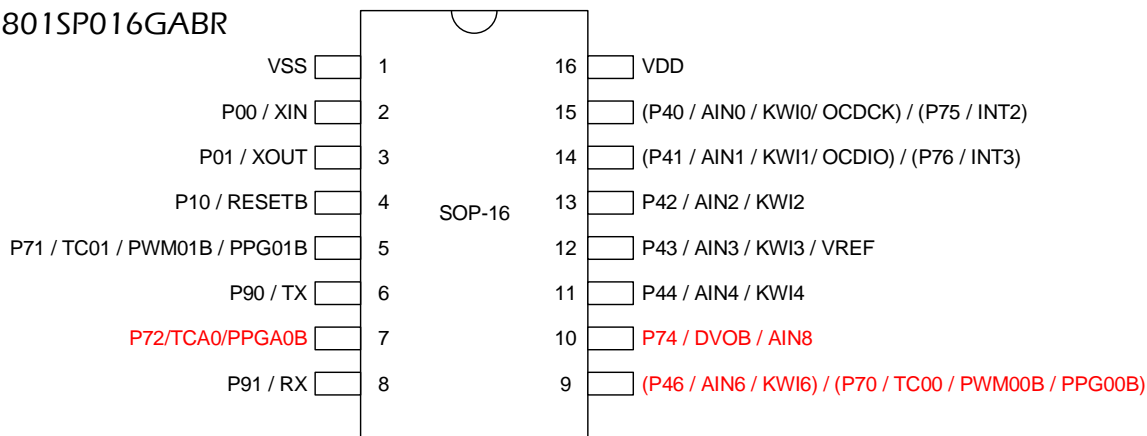 801SP016GABR
VSS 1 16 VDD
P00 / XIN 2 15 (P40 / AIN0 / KWI0/ OCDCK) / (P75 / INT2)
P01 / XOUT 3 14 (P41 / AIN1 / KWI1/ OCDIO) / (P76 / INT3)
P10 / RESETB 4 SOP-16 13 P42 / AIN2 / KWI2
P71 / TC01 / PWM01B / PPG01B 5 12 P43 / AIN3 / KWI3 / VREF
P90 / TX 6 11 P44 / AIN4 / KWI4
P72/TCA0/PPGA0B 7 10 P74 / DVOB / AIN8
P91 / RX 8 9 (P46 / AIN6 / KWI6) / (P70 / TC00 / PWM00B / PPG00B)